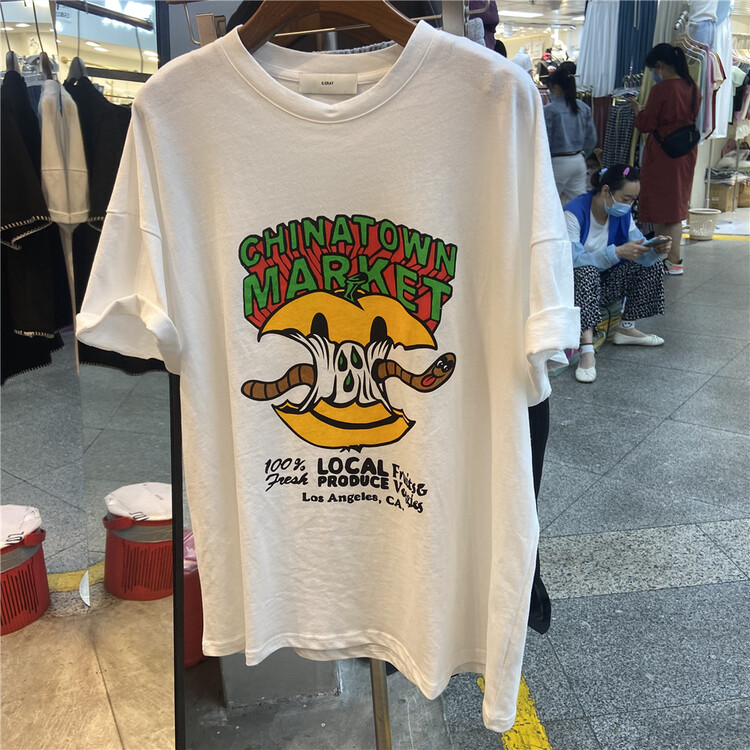 CHINATOWN
MARKET
100% Fresh LOCAL PRODUCE Fruits & Veggies
Los Angeles, CA.